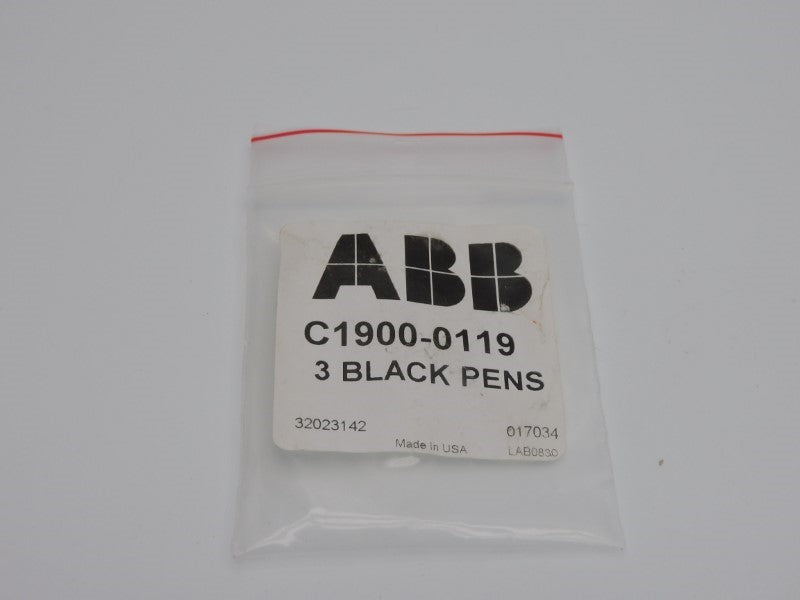 ABB
C1900-0119
3 BLACK PENS
32023142
017034
Made in USA
LAB0830